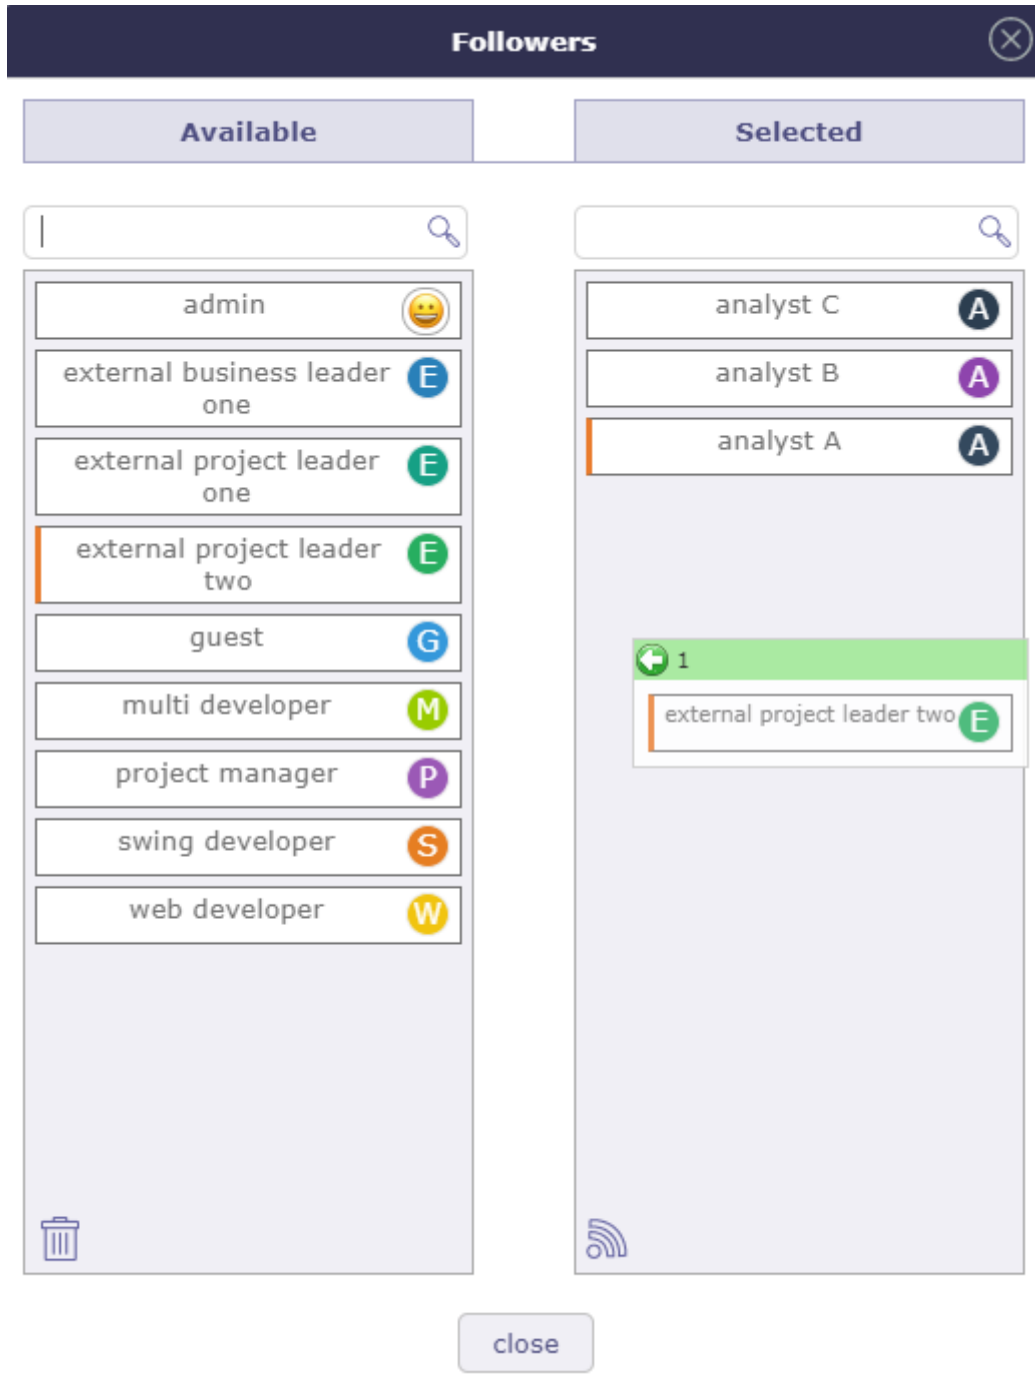 Followers
Available
Selected
admin
external business leader
one
E
external project leader
one
E
external project leader
two
E
guest
G
multi developer
M
project manager
P
swing developer
S
web developer
W
analyst C
A
analyst B
A
analyst A
A
1
external project leader two
E
close